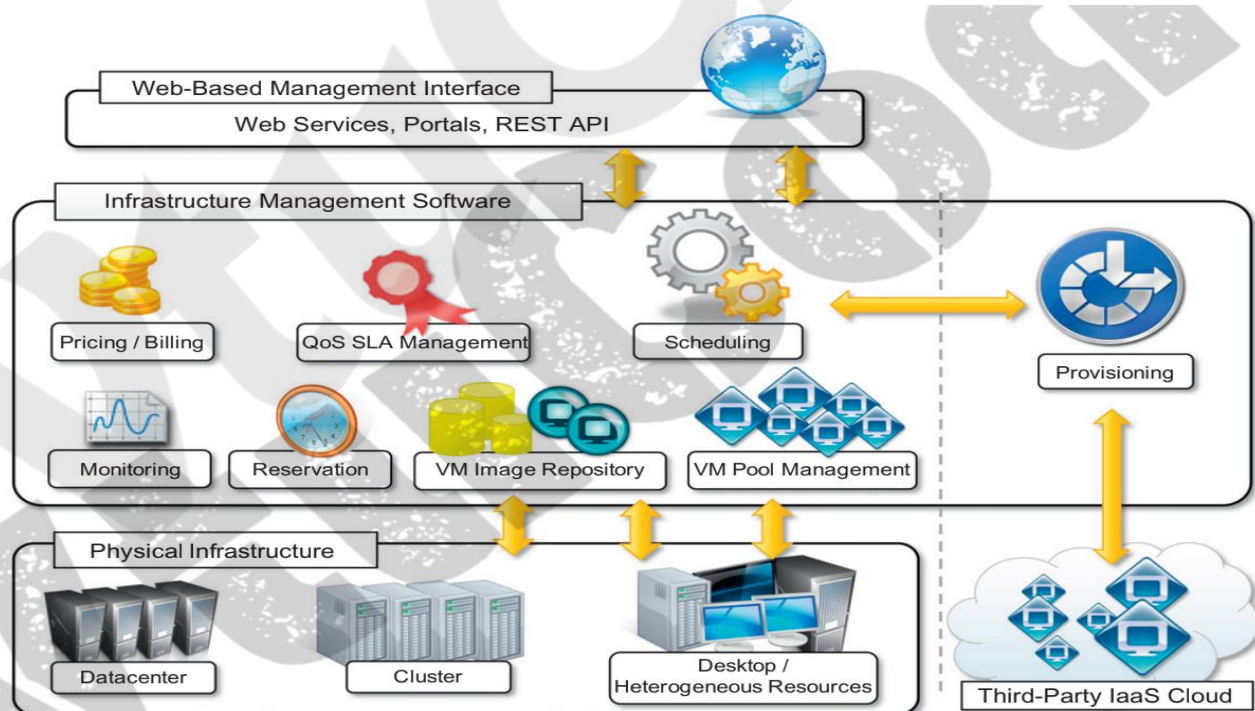 Web-Based Management Interface
Web Services, Portals, REST API
Infrastructure Management Software
Pricing / Billing
QoS SLA Management
Scheduling
Provisioning
Monitoring
Reservation
VM Image Repository
VM Pool Management
Physical Infrastructure
Datacenter
Cluster
Desktop /
Heterogeneous Resources
Third-Party IaaS Cloud